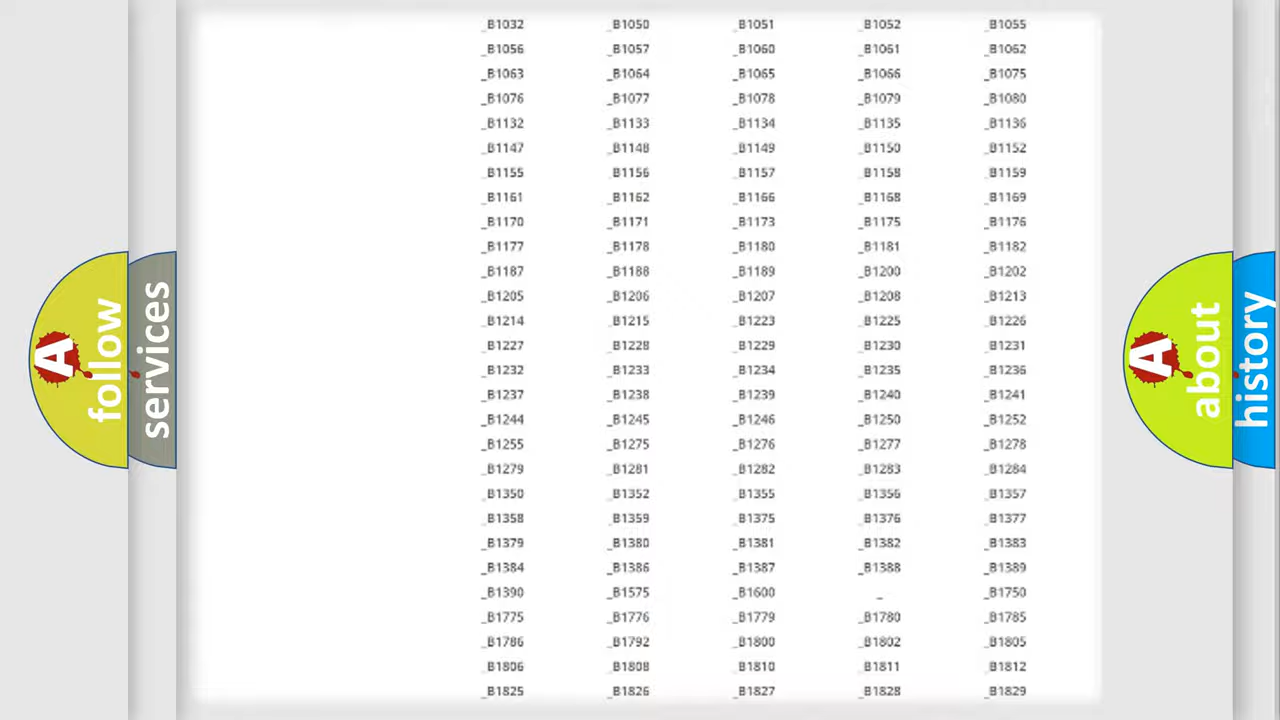 _B1032 _B1050 _B1051 _B1052 _B1055
_B1056 _B1057 _B1060 _B1061 _B1062
_B1063 _B1064 _B1065 _B1066 _B1075
_B1076 _B1077 _B1078 _B1079 _B1080
_B1132 _B1133 _B1134 _B1135 _B1136
_B1147 _B1148 _B1149 _B1150 _B1152
_B1155 _B1156 _B1157 _B1158 _B1159
_B1161 _B1162 _B1166 _B1168 _B1169
_B1170 _B1171 _B1173 _B1175 _B1176
_B1177 _B1178 _B1180 _B1181 _B1182
_B1187 _B1188 _B1189 _B1200 _B1202
_B1205 _B1206 _B1207 _B1208 _B1213
_B1214 _B1215 _B1223 _B1225 _B1226
_B1227 _B1228 _B1229 _B1230 _B1231
_B1232 _B1233 _B1234 _B1235 _B1236
_B1237 _B1238 _B1239 _B1240 _B1241
_B1244 _B1245 _B1246 _B1250 _B1252
_B1255 _B1275 _B1276 _B1277 _B1278
_B1279 _B1281 _B1282 _B1283 _B1284
_B1350 _B1352 _B1355 _B1356 _B1357
_B1358 _B1359 _B1375 _B1376 _B1377
_B1379 _B1380 _B1381 _B1382 _B1383
_B1384 _B1386 _B1387 _B1388 _B1389
_B1390 _B1575 _B1600 _ _B1750
_B1775 _B1776 _B1779 _B1780 _B1785
_B1786 _B1792 _B1800 _B1802 _B1805
_B1806 _B1808 _B1810 _B1811 _B1812
_B1825 _B1826 _B1827 _B1828 _B1829
A
follow
services
A
about
history